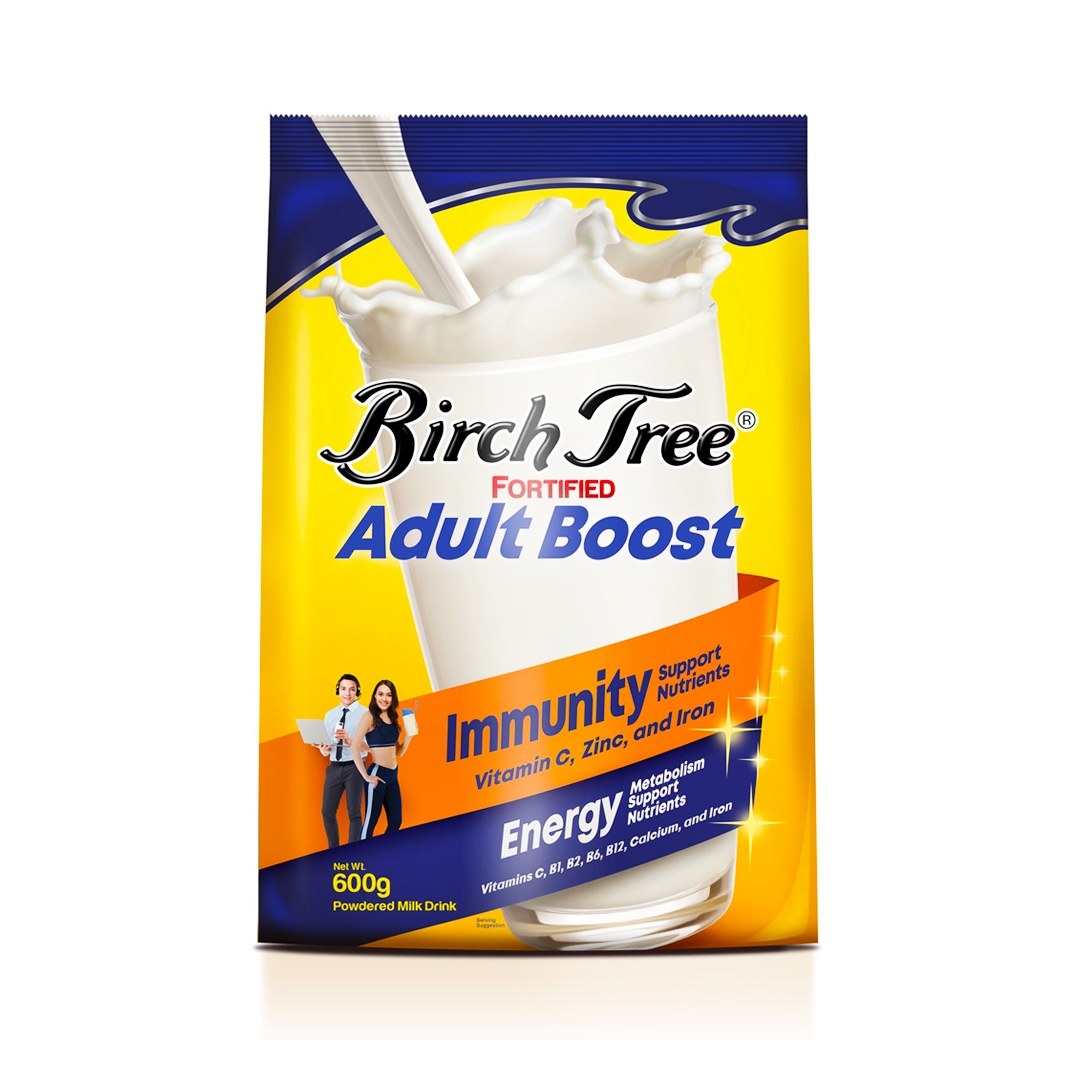 Birch Tree®
FORTIFIED
Adult Boost
Immunity Support Nutrients
Vitamin C, Zinc, and Iron
Energy Metabolism Support Nutrients
Vitamins C, B1, B2, B6, B12, Calcium, and Iron
Net Wt.
600g
Powdered Milk Drink
Serving
Suggestion